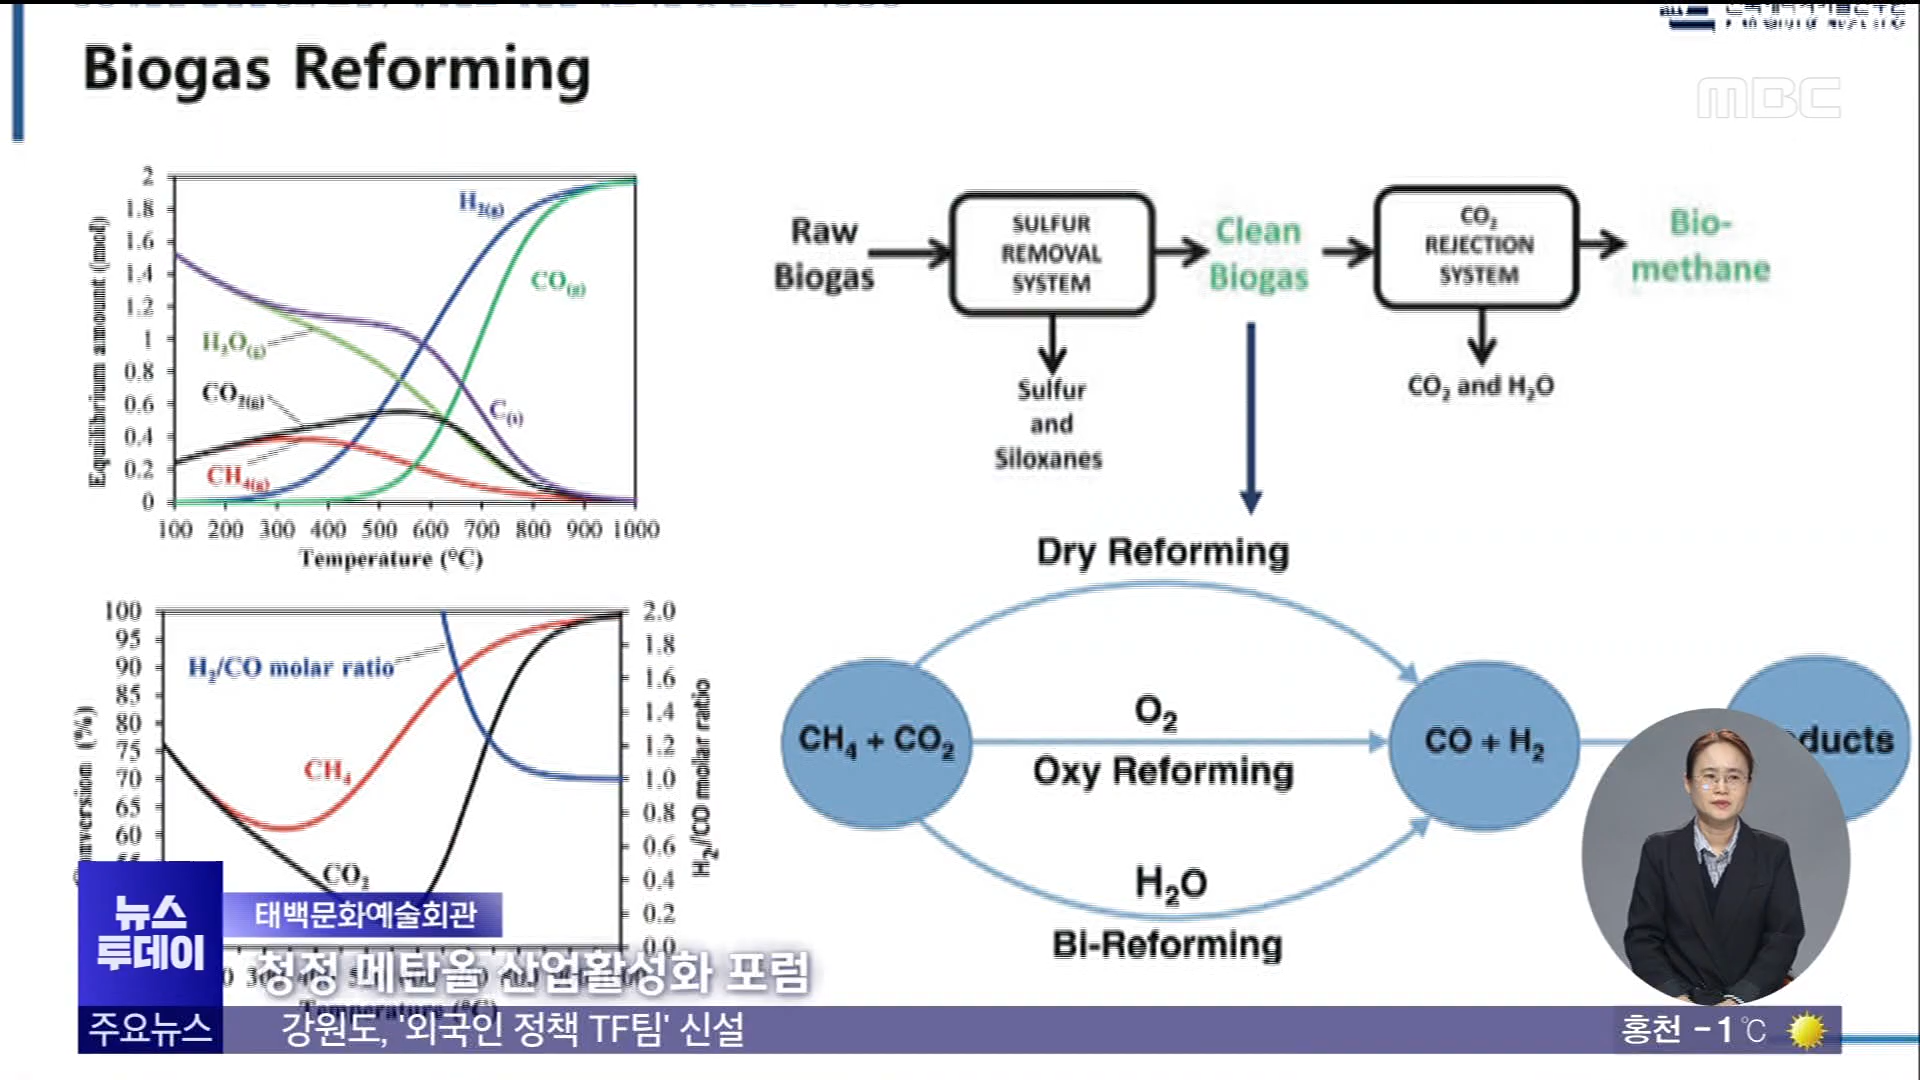 Biogas Reforming
MBC
2
1.8
1.6
1.4
1.2
1
0.8
0.6
0.4
0.2
0
Equilibrium amount (mol)
H2(g)
CO(g)
H2O(g)
CO2(g)
C(s)
CH4(g)
100 200 300 400 500 600 700 800 900 1000
Temperature (°C)
Raw
Biogas
SULFUR
REMOVAL
SYSTEM
Clean
Biogas
CO2
REJECTION
SYSTEM
Bio-
methane
Sulfur
and
Siloxanes
CO2 and H2O
100
95
90
85
80
75
70
65
60
H2/CO molar ratio
CH4
CO2
2.0
1.8
1.6
1.4
1.2
1.0
0.8
0.6
0.4
0.2
0.0
H2/CO molar ratio
Temperature (°C)
Dry Reforming
CH4 + CO2
O2
Oxy Reforming
CO + H2
ducts
H2O
Bi-Reforming
뉴스
투데이
태백문화예술회관
청정 메탄올 산업활성화 포럼
주요뉴스
강원도, '외국인 정책 TF팀' 신설
홍천 -1℃